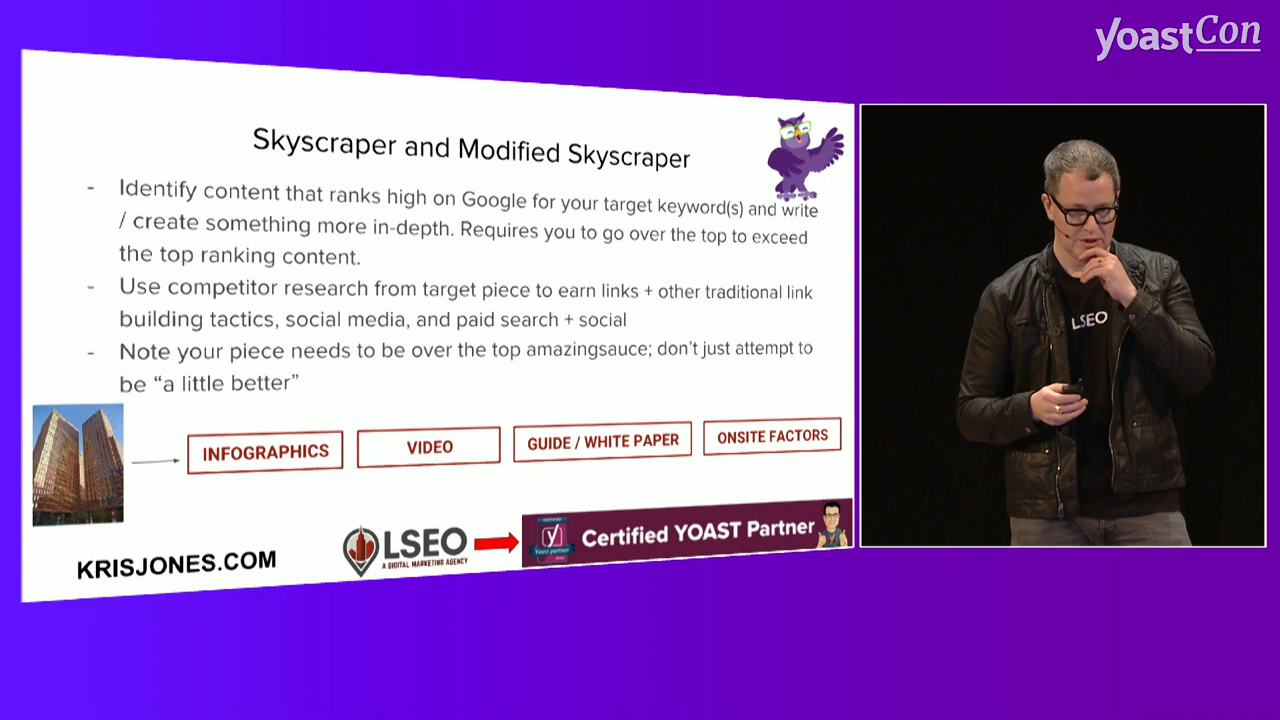 yoastCon
Skyscraper and Modified Skyscraper
- Identify content that ranks high on Google for your target keyword(s) and write
/ create something more in-depth. Requires you to go over the top to exceed
the top ranking content.
- Use competitor research from target piece to earn links + other traditional link
building tactics, social media, and paid search + social
- Note your piece needs to be over the top amazingsauce; don't just attempt to
be “a little better”
INFOGRAPHICS
VIDEO
GUIDE / WHITE PAPER
ONSITE FACTORS
KRISJONES.COM
LSEO
A DIGITAL MARKETING AGENCY
y
Yoast partner
Certified YOAST Partner
LSEO